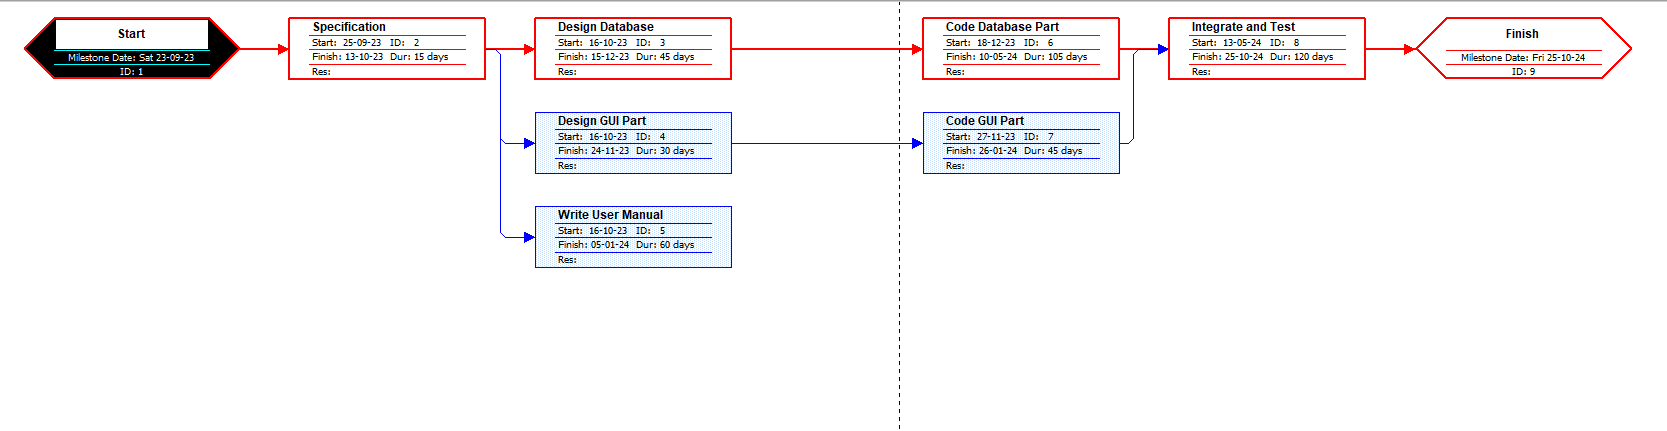 Start
Milestone Date: Sat 23-09-23
ID: 1
Specification
Start: 25-09-23 ID: 2
Finish: 13-10-23 Dur: 15 days
Res:
Design Database
Start: 16-10-23 ID: 3
Finish: 15-12-23 Dur: 45 days
Res:
Code Database Part
Start: 18-12-23 ID: 6
Finish: 10-05-24 Dur: 105 days
Res:
Integrate and Test
Start: 13-05-24 ID: 8
Finish: 25-10-24 Dur: 120 days
Res:
Finish
Milestone Date: Fri 25-10-24
ID: 9
Design GUI Part
Start: 16-10-23 ID: 4
Finish: 24-11-23 Dur: 30 days
Res:
Code GUI Part
Start: 27-11-23 ID: 7
Finish: 26-01-24 Dur: 45 days
Res:
Write User Manual
Start: 16-10-23 ID: 5
Finish: 05-01-24 Dur: 60 days
Res: